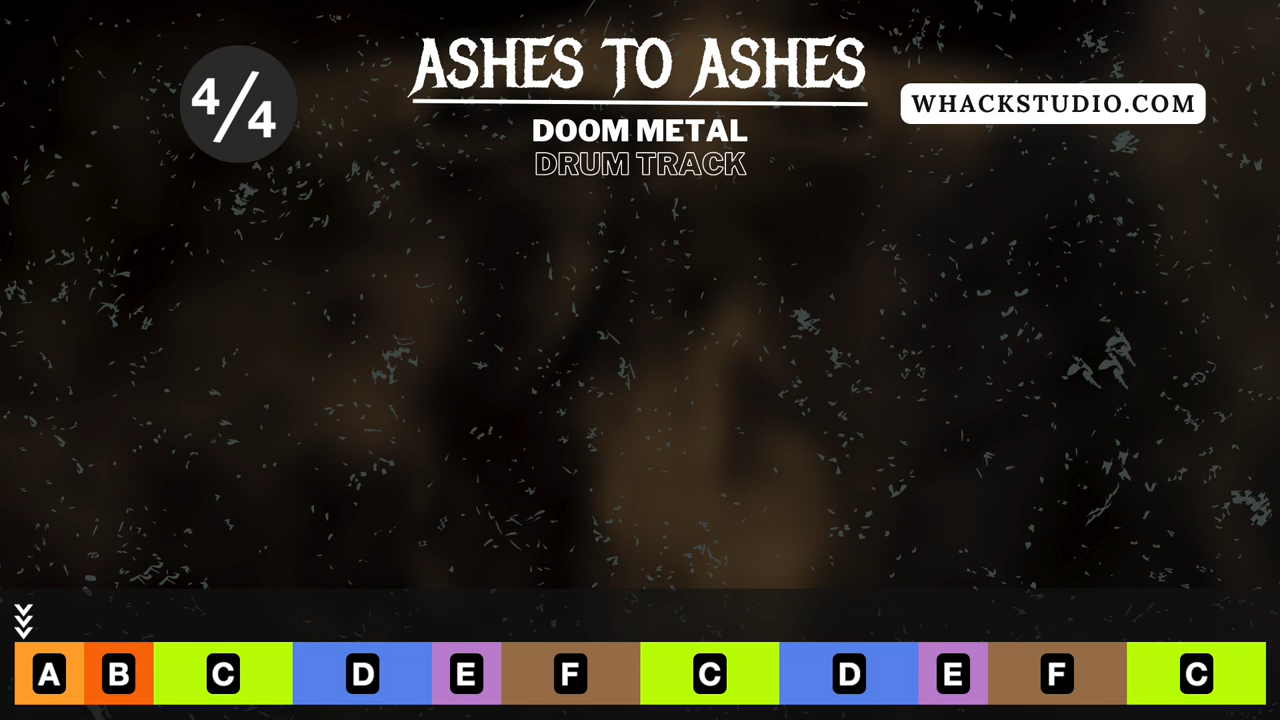 4/4
ASHES TO ASHES
WHACKSTUDIO.COM
DOOM METAL
DRUM TRACK
A B C D E F C D E F C